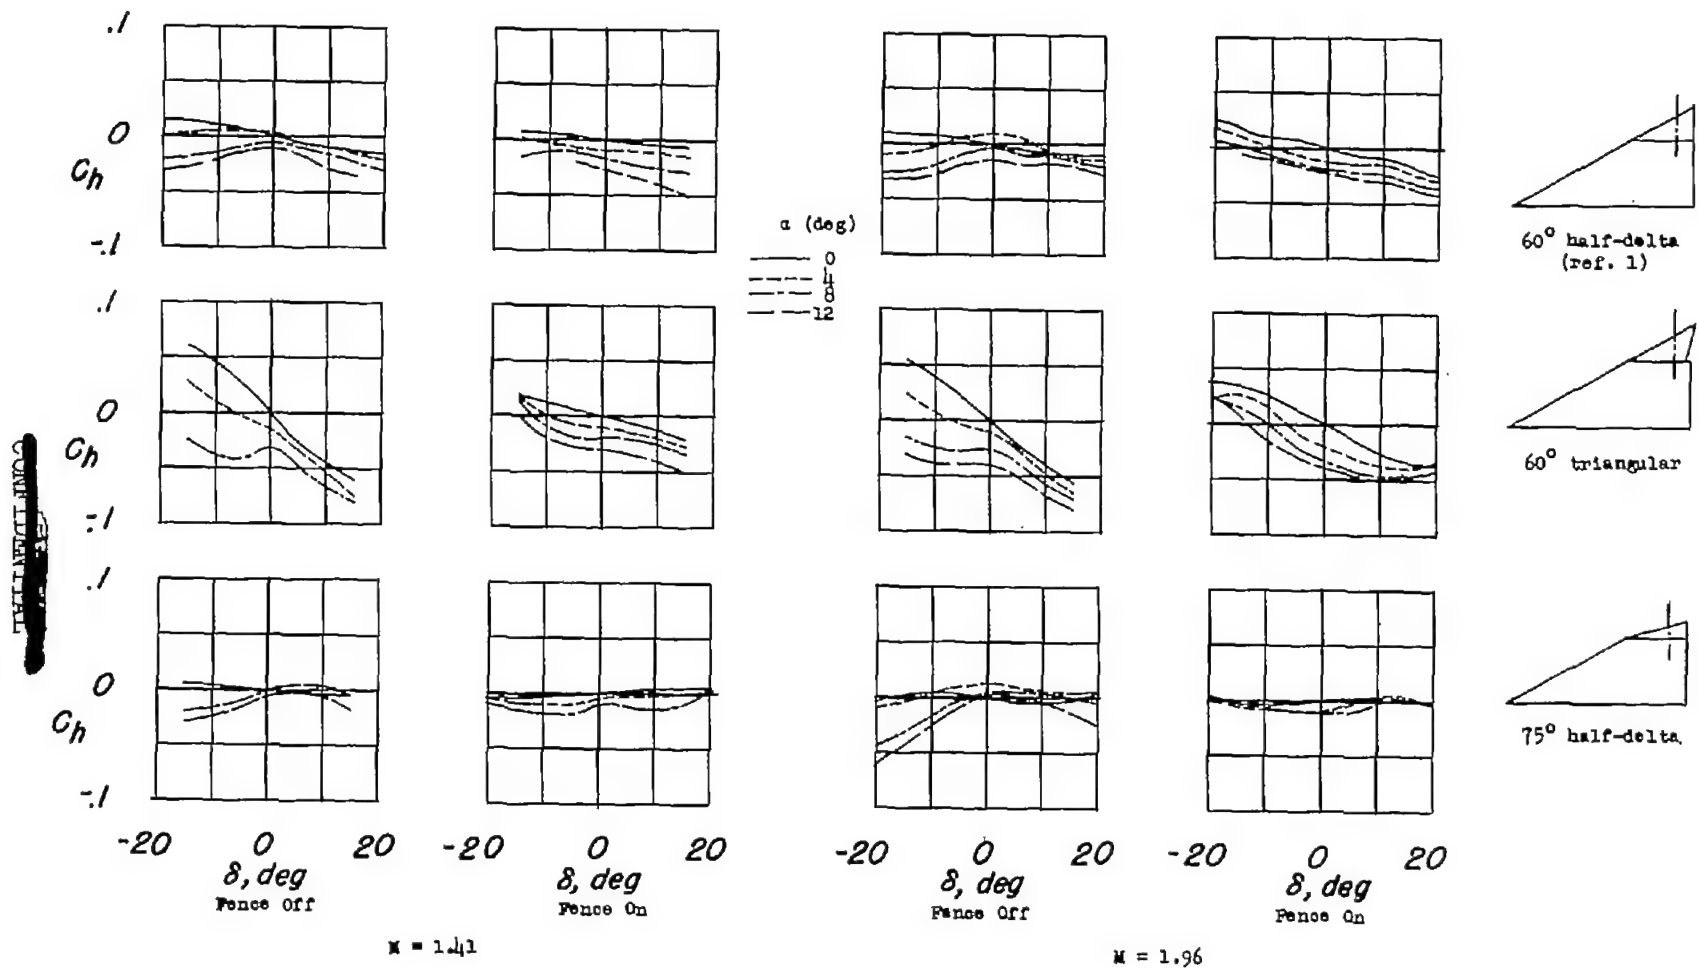 .1
0
Ch
-.1
α (deg)
0
4
8
12
60° half-delta
(ref. 1)
.1
0
Ch
-.1
60° triangular
.1
0
Ch
-.1
75° half-delta
-20 0 20 -20 0 20 -20 0 20 -20 0 20
δ, deg δ, deg δ, deg δ, deg
Fence Off Fence On Fence Off Fence On
M = 1.41 M = 1.96
CONFIDENTIAL